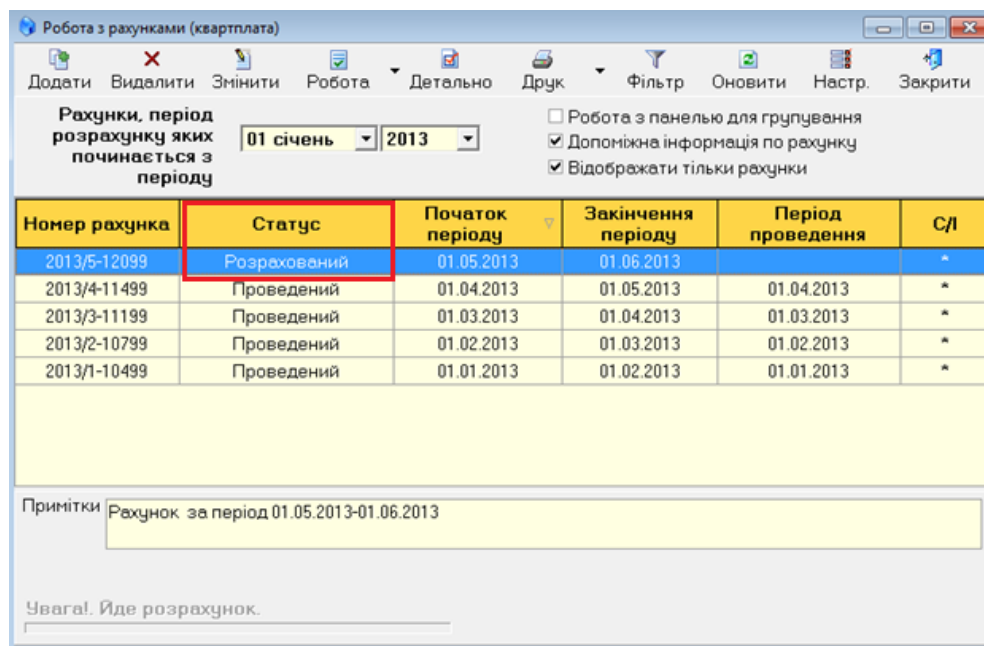 Робота з рахунками (квартплата)
Додати Видалити Змінити Робота Детально Друк Фільтр Оновити Настр. Закрити
Рахунки, період
розрахунку яких
починається з
періоду
01 січень 2013
Робота з панелью для групування
Допоміжна інформація по рахунку
Відображати тільки рахунки
Номер рахунка Статус Початок періоду Закінчення періоду Період проведення С/І
2013/5-12099 Розрахований 01.05.2013 01.06.2013 *
2013/4-11499 Проведений 01.04.2013 01.05.2013 01.04.2013 *
2013/3-11199 Проведений 01.03.2013 01.04.2013 01.03.2013 *
2013/2-10799 Проведений 01.02.2013 01.03.2013 01.02.2013 *
2013/1-10499 Проведений 01.01.2013 01.02.2013 01.01.2013 *
Примітки Рахунок за період 01.05.2013-01.06.2013
Увага!. Йде розрахунок.